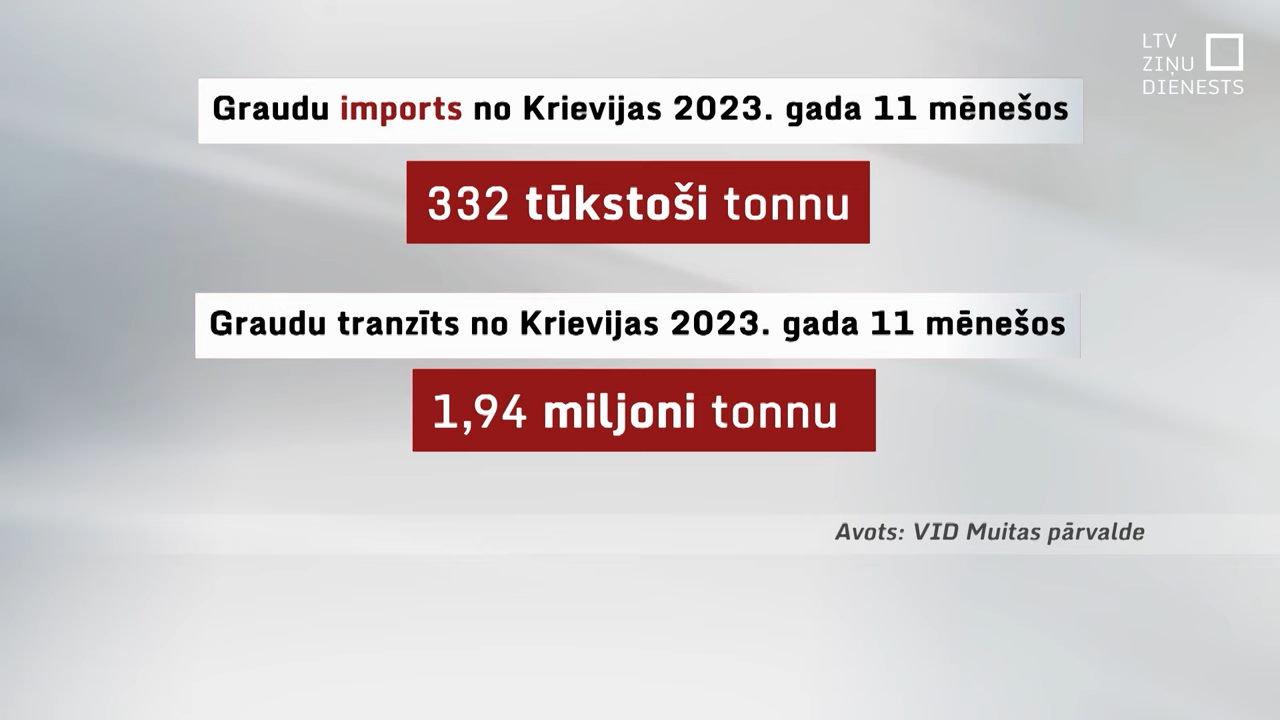 LTV
ZIŅU
DIENESTS
Graudu imports no Krievijas 2023. gada 11 mēnešos
332 tūkstoši tonnu
Graudu tranzīts no Krievijas 2023. gada 11 mēnešos
1,94 miljoni tonnu
Avots: VID Muitas pārvalde